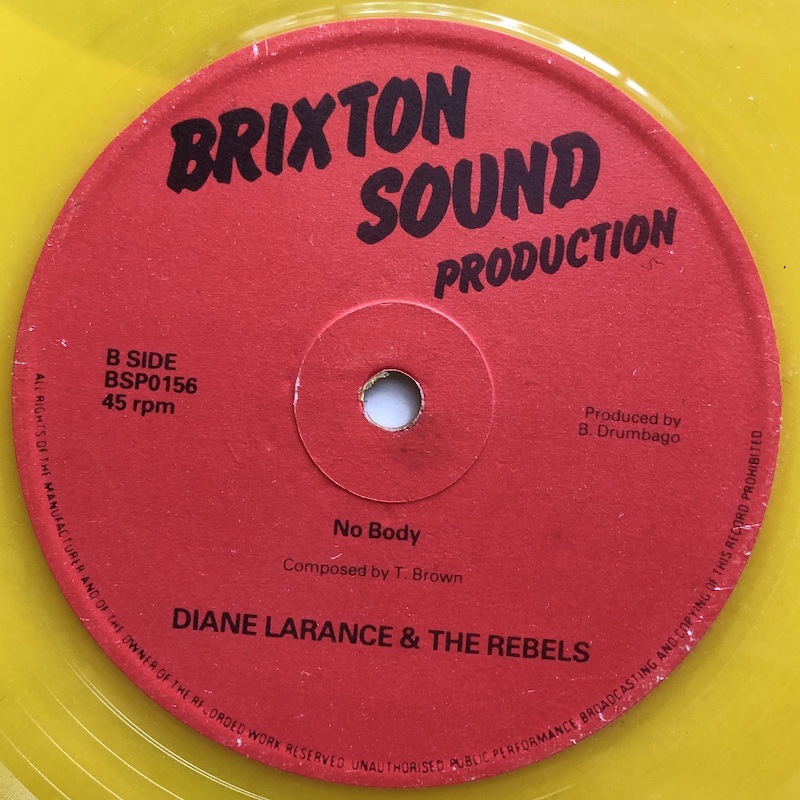 BRIXTON
SOUND
PRODUCTION
B SIDE
BSP0156
45 rpm
Produced by
B. Drumbago
No Body
Composed by T. Brown
DIANE LARANCE & THE REBELS
ALL RIGHTS OF THE MANUFACTURER AND OF THE OWNER OF THE RECORDED WORK RESERVED. UNAUTHORISED PUBLIC PERFORMANCE BROADCASTING AND COPYING OF THIS RECORD PROHIBITED